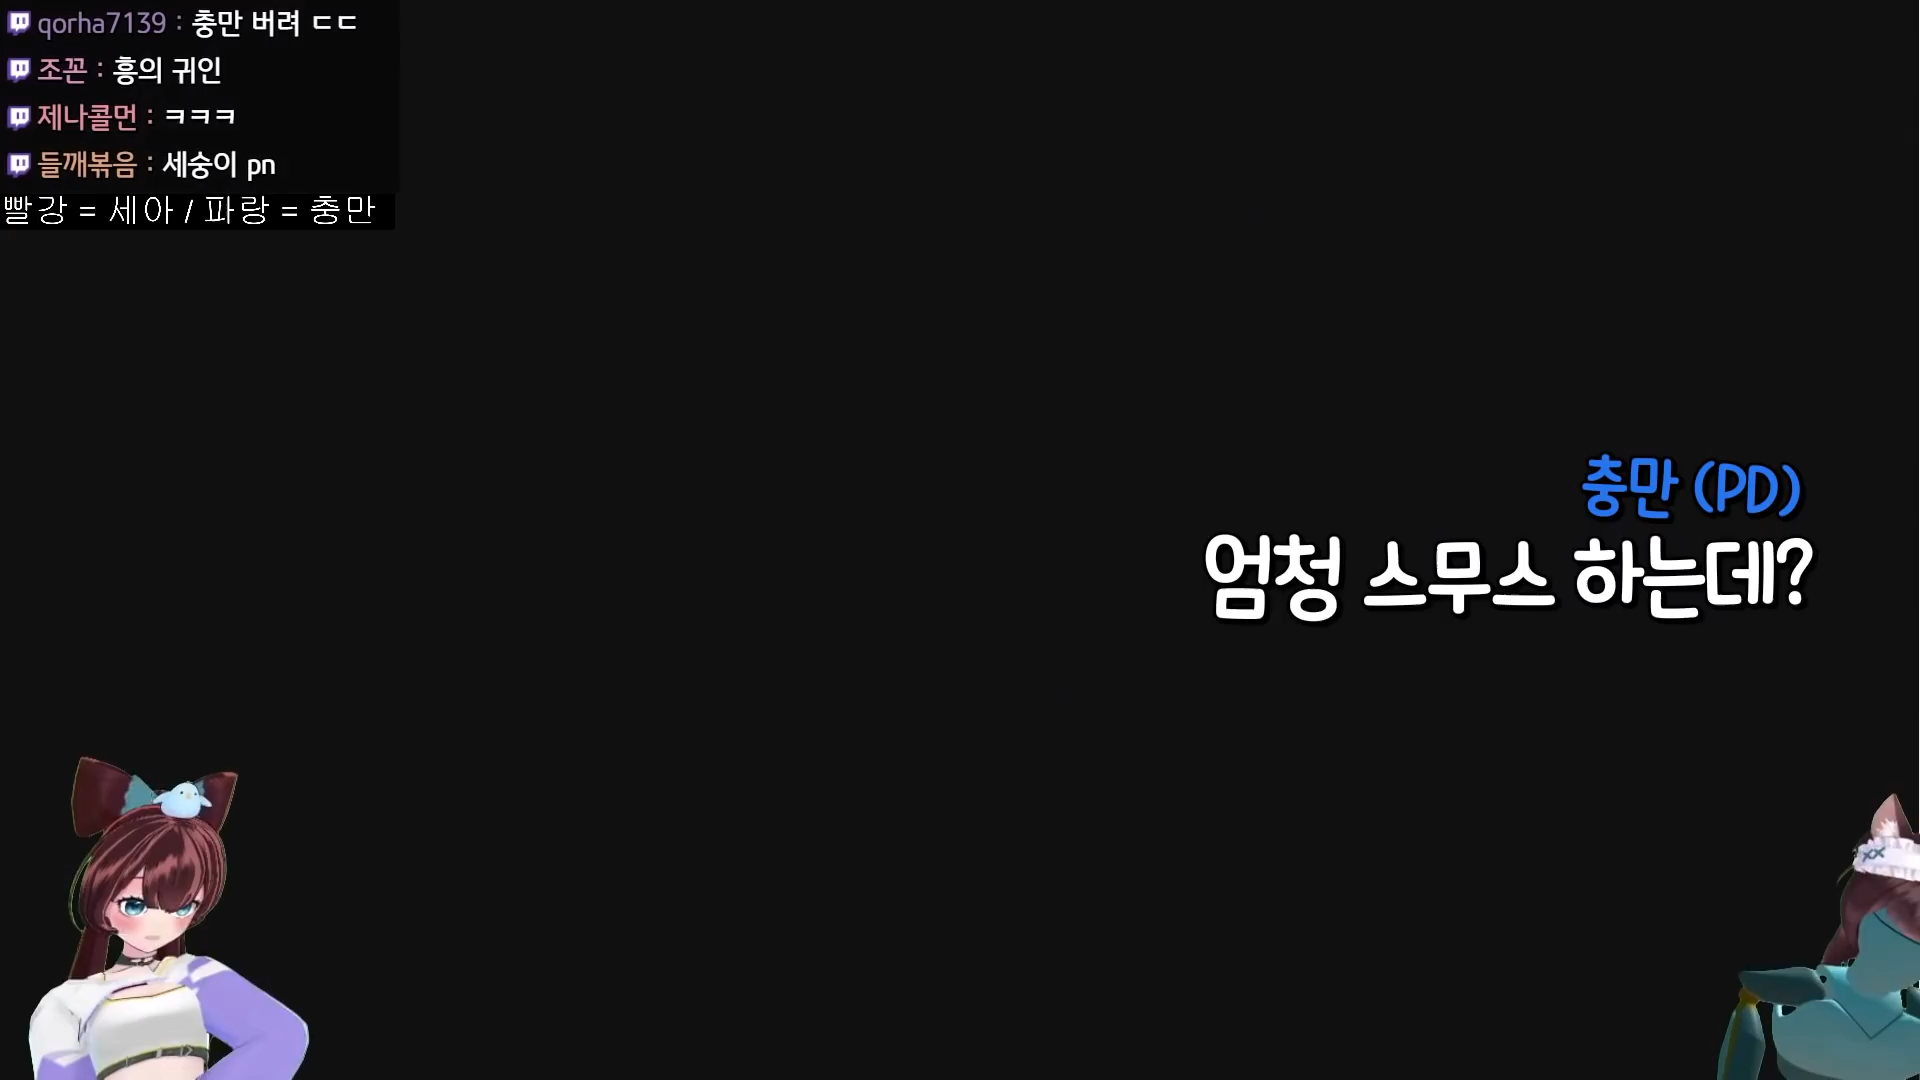 qorha7139 : 충만 버려 ㄷㄷ
조꼰 : 흥의 귀인
제나콜먼 : ㅋㅋㅋ
들깨볶음 : 세숭이 pn
빨강 = 세아 / 파랑 = 충만
충만 (PD)
엄청 스무스 하는데?